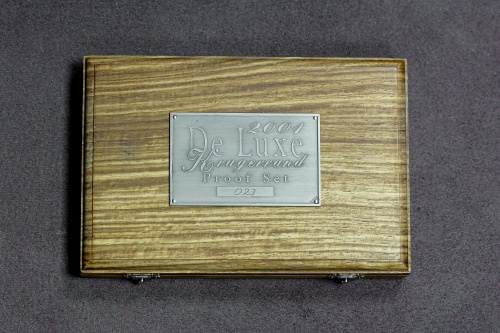 2001
De Luxe
Krugerrand
Proof Set
023